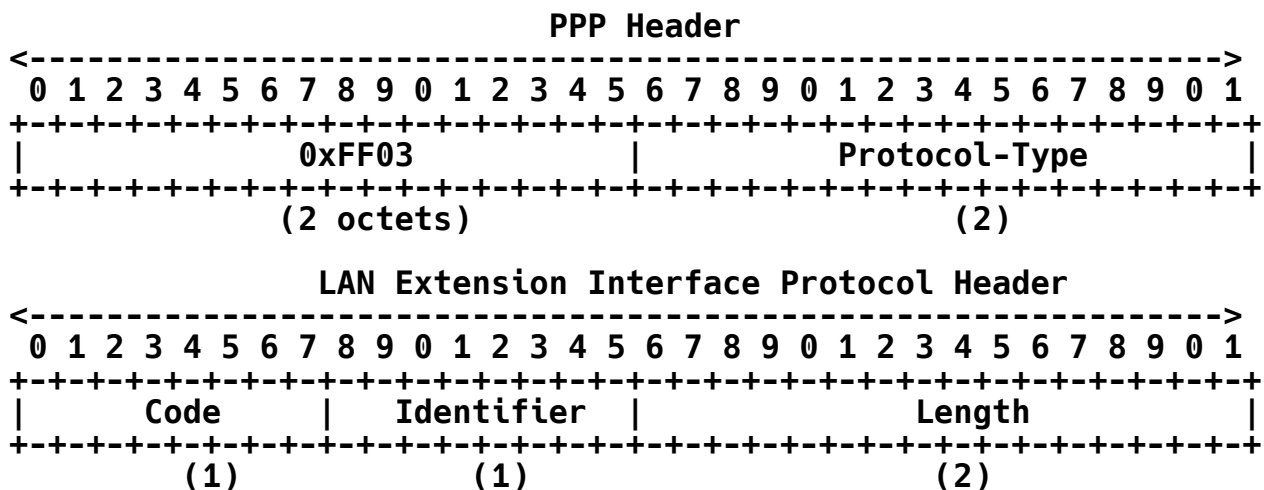 PPP Header
<-------------------------------------------------------------->
0 1 2 3 4 5 6 7 8 9 0 1 2 3 4 5 6 7 8 9 0 1 2 3 4 5 6 7 8 9 0 1
+-+-+-+-+-+-+-+-+-+-+-+-+-+-+-+-+-+-+-+-+-+-+-+-+-+-+-+-+-+-+-+-+
| 0xFF03 | Protocol-Type |
+-+-+-+-+-+-+-+-+-+-+-+-+-+-+-+-+-+-+-+-+-+-+-+-+-+-+-+-+-+-+-+-+
(2 octets) (2)
LAN Extension Interface Protocol Header
<-------------------------------------------------------------->
0 1 2 3 4 5 6 7 8 9 0 1 2 3 4 5 6 7 8 9 0 1 2 3 4 5 6 7 8 9 0 1
+-+-+-+-+-+-+-+-+-+-+-+-+-+-+-+-+-+-+-+-+-+-+-+-+-+-+-+-+-+-+-+-+
| Code | Identifier | Length |
+-+-+-+-+-+-+-+-+-+-+-+-+-+-+-+-+-+-+-+-+-+-+-+-+-+-+-+-+-+-+-+-+
(1) (1) (2)